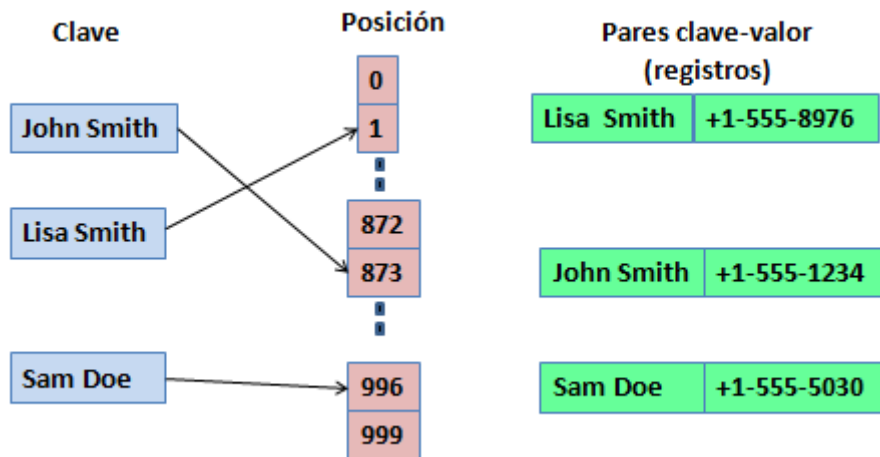 Clave
Posición
Pares clave-valor
(registros)
0
John Smith
1
Lisa Smith
+1-555-8976
Lisa Smith
872
873
John Smith
+1-555-1234
Sam Doe
996
Sam Doe
+1-555-5030
999